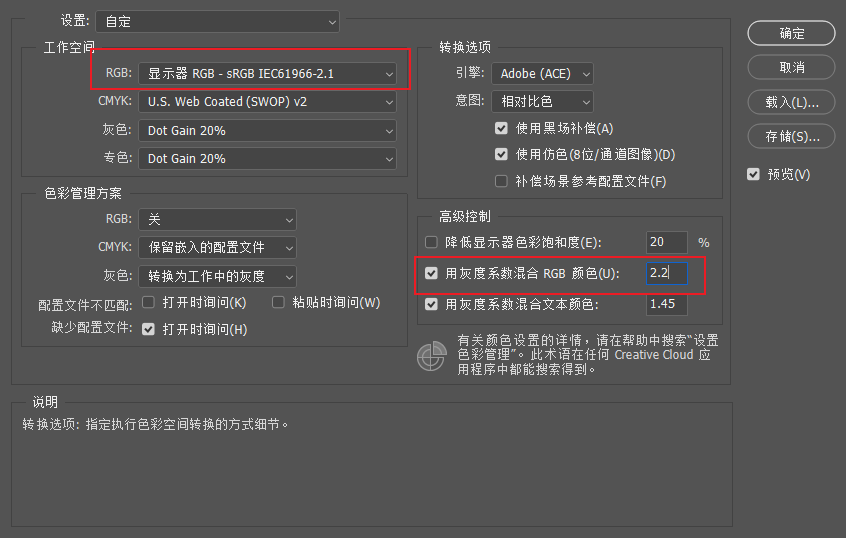 设置: 自定
工作空间
RGB: 显示器 RGB - sRGB IEC61966-2.1
CMYK: U.S. Web Coated (SWOP) v2
灰色: Dot Gain 20%
专色: Dot Gain 20%
色彩管理方案
RGB: 关
CMYK: 保留嵌入的配置文件
灰色: 转换为工作中的灰度
配置文件不匹配: 打开时询问(K) 粘贴时询问(W)
缺少配置文件: 打开时询问(H)
转换选项
引擎: Adobe (ACE)
意图: 相对比色
使用黑场补偿(A)
使用仿色(8位/通道图像)(D)
补偿场景参考配置文件(F)
高级控制
降低显示器色彩饱和度(E): 20 %
用灰度系数混合 RGB 颜色(U): 2.2
用灰度系数混合文本颜色: 1.45
有关颜色设置的详情，请在帮助中搜索“设置
色彩管理”。此术语在任何 Creative Cloud 应
用程序中都能搜索得到。
确定
取消
载入(L)...
存储(S)...
预览(V)
说明
转换选项: 指定执行色彩空间转换的方式细节。